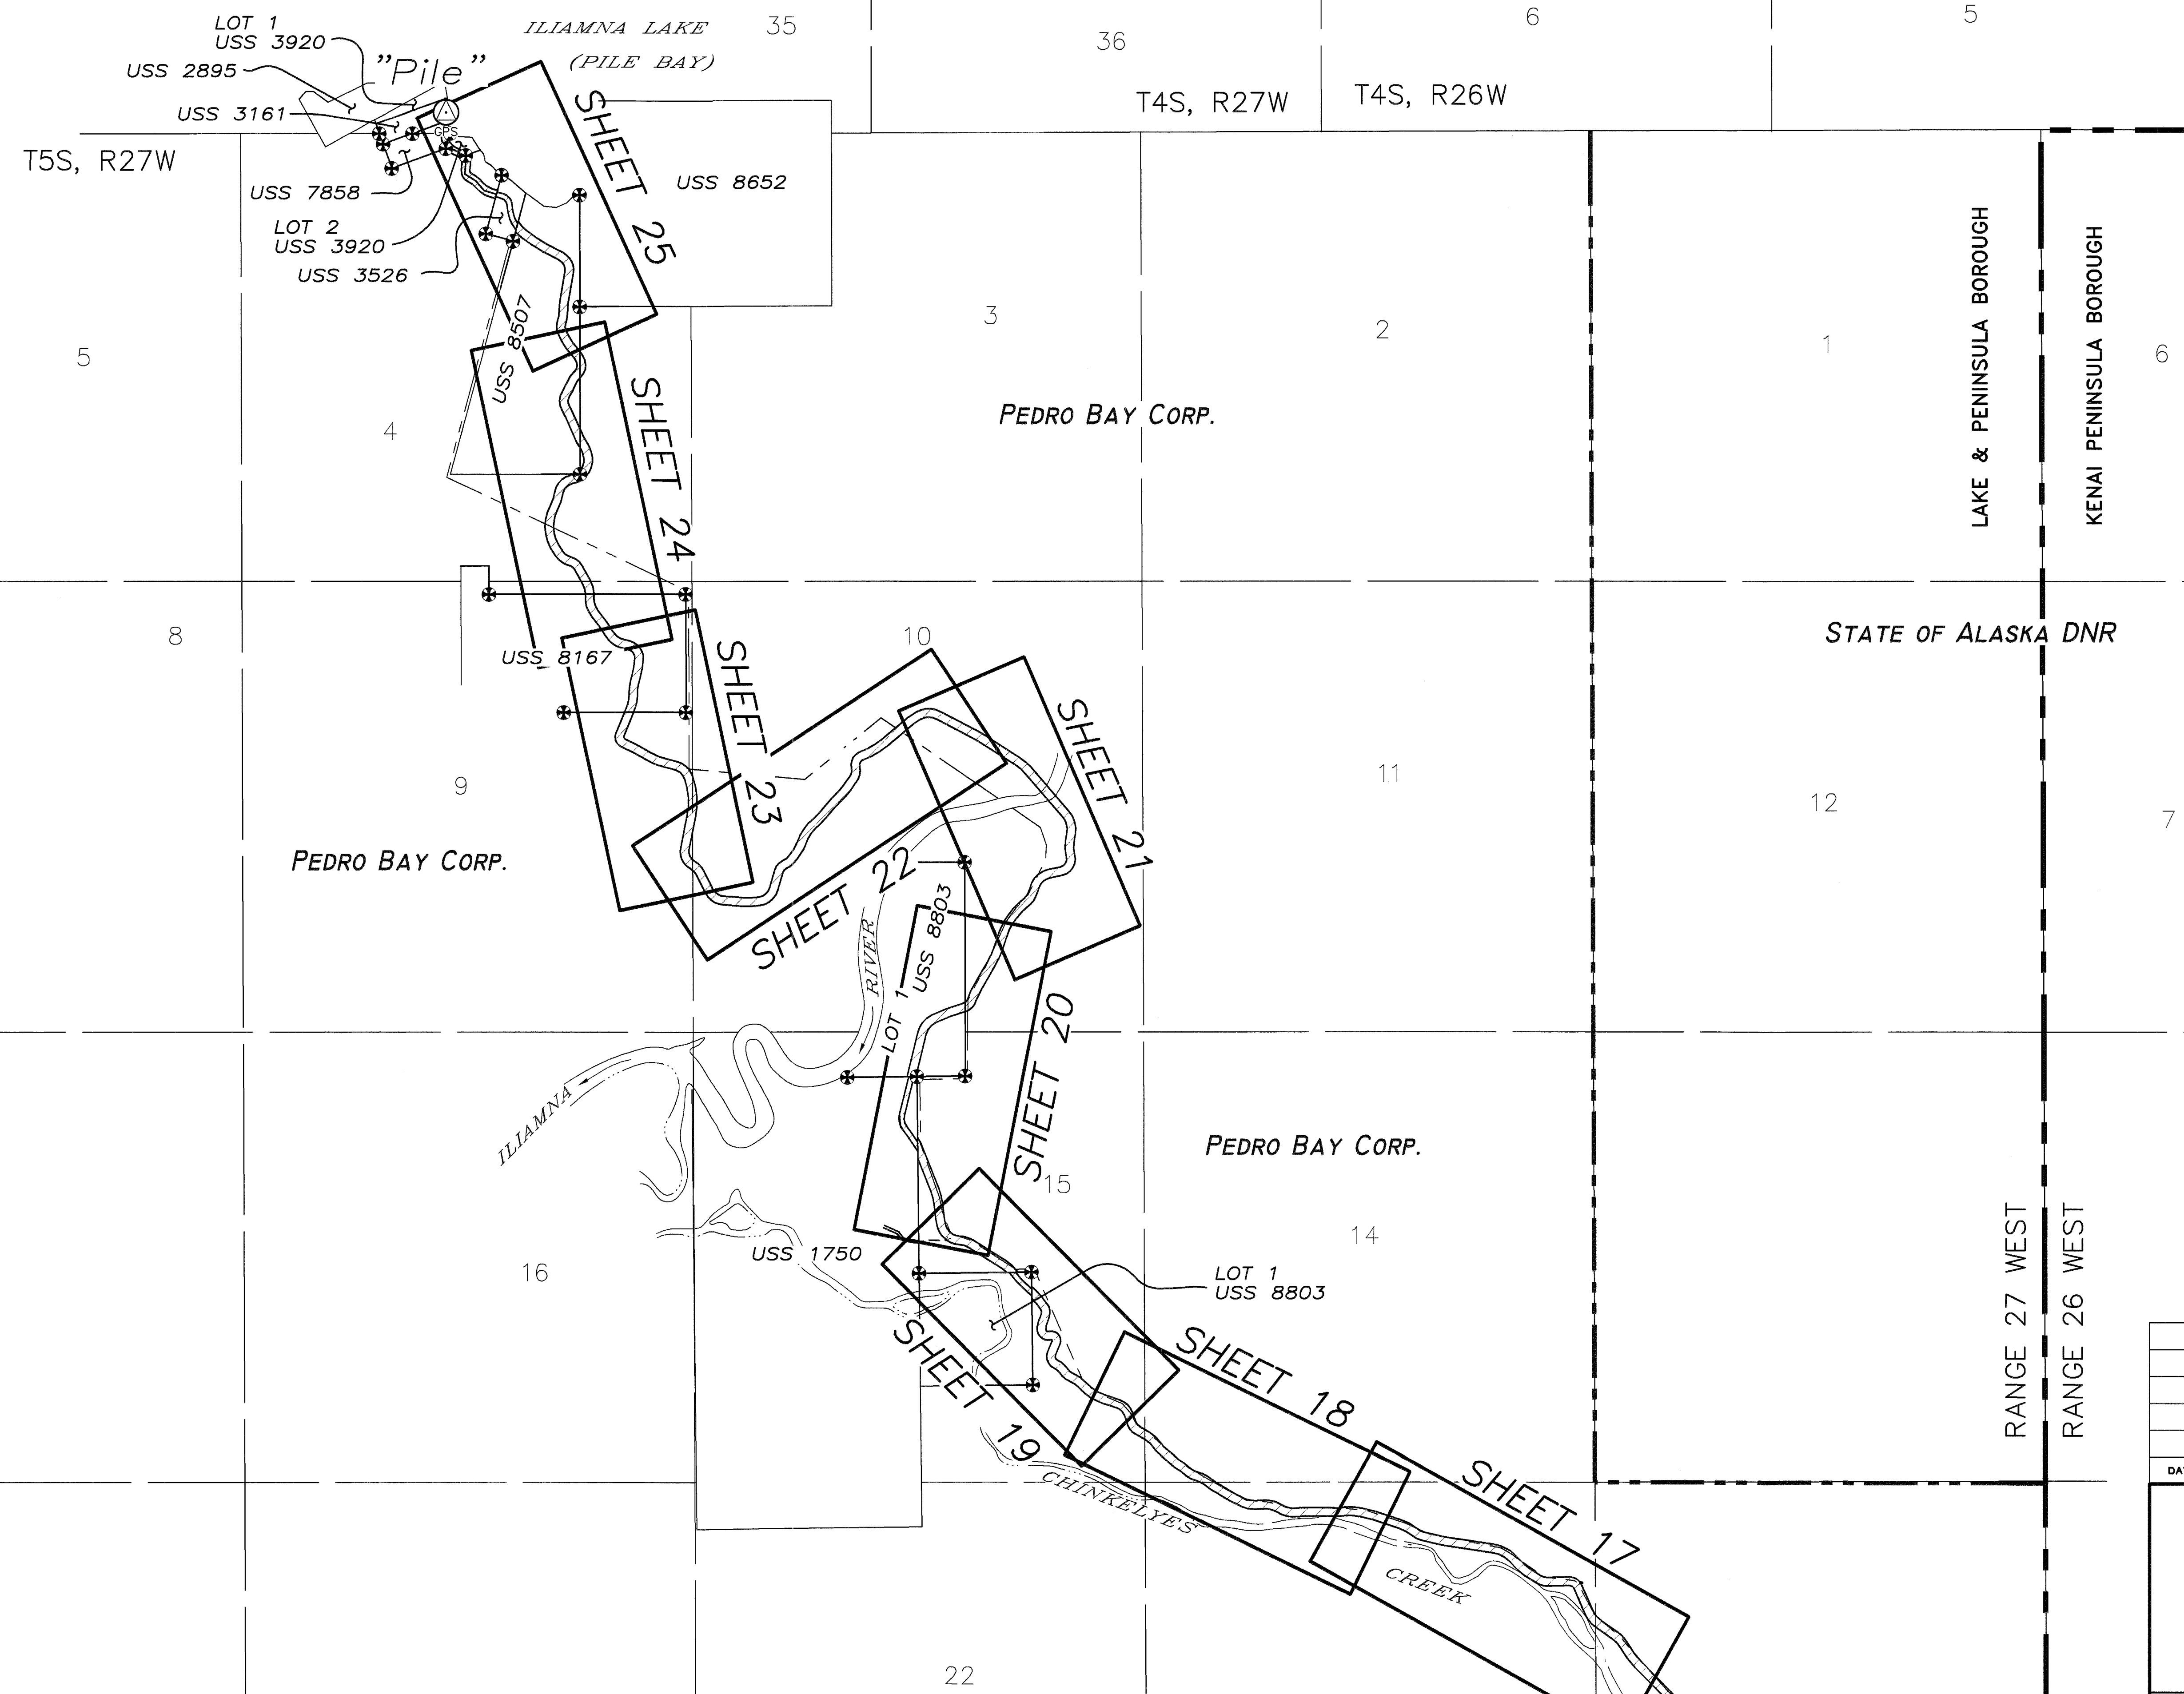 LOT 1
USS 3920
USS 2895
"Pile"
USS 3161
GPS
ILIAMNA LAKE
(PILE BAY)
35
36
6
5
T4S, R27W
T4S, R26W
T5S, R27W
USS 7858
LOT 2
USS 3920
USS 3526
SHEET 25
USS 8652
USS 8507
5
4
3
2
1
6
LAKE & PENINSULA BOROUGH
KENAI PENINSULA BOROUGH
PEDRO BAY CORP.
SHEET 24
STATE OF ALASKA DNR
8
USS 8167
10
SHEET 23
9
11
12
7
SHEET 21
PEDRO BAY CORP.
SHEET 22
LOT 1
USS 8803
RIVER
SHEET 20
ILIAMNA
PEDRO BAY CORP.
15
14
16
USS 1750
LOT 1
USS 8803
SHEET 19
SHEET 18
SHEET 17
CHINKELYES
CREEK
RANGE 27 WEST
RANGE 26 WEST
22